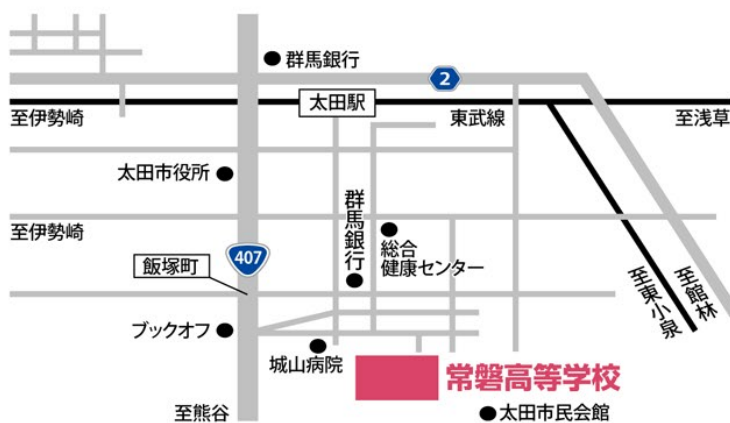 群馬銀行
2
太田駅
至伊勢崎
東武線
至浅草
太田市役所
群馬銀行
総合
健康センター
至伊勢崎
407
飯塚町
至東小泉
至館林
ブックオフ
城山病院
常磐高等学校
至熊谷
太田市民会館